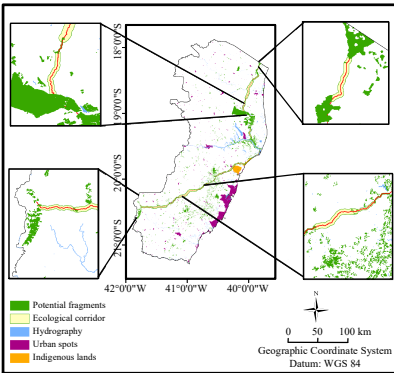 18°0'0"S
19°0'0"S
20°0'0"S
21°0'0"S
42°0'0"W 41°0'0"W 40°0'0"W
Potential fragments
Ecological corridor
Hydrography
Urban spots
Indigenous lands
N
0 50 100 km
Geographic Coordinate System
Datum: WGS 84